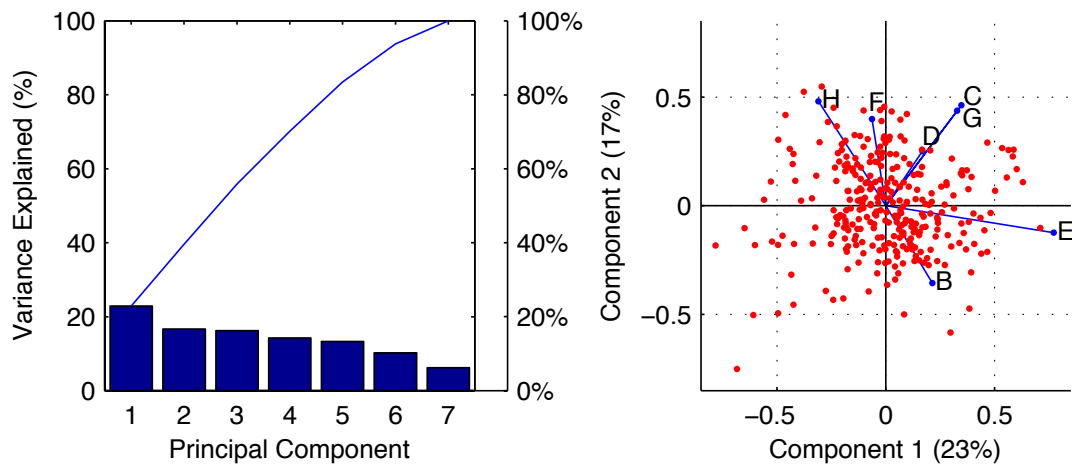 100
80
60
40
20
0
Variance Explained (%)
100%
80%
60%
40%
20%
0%
1 2 3 4 5 6 7
Principal Component
0.5
0
−0.5
Component 2 (17%)
H F C
G
D
E
B
−0.5 0 0.5
Component 1 (23%)